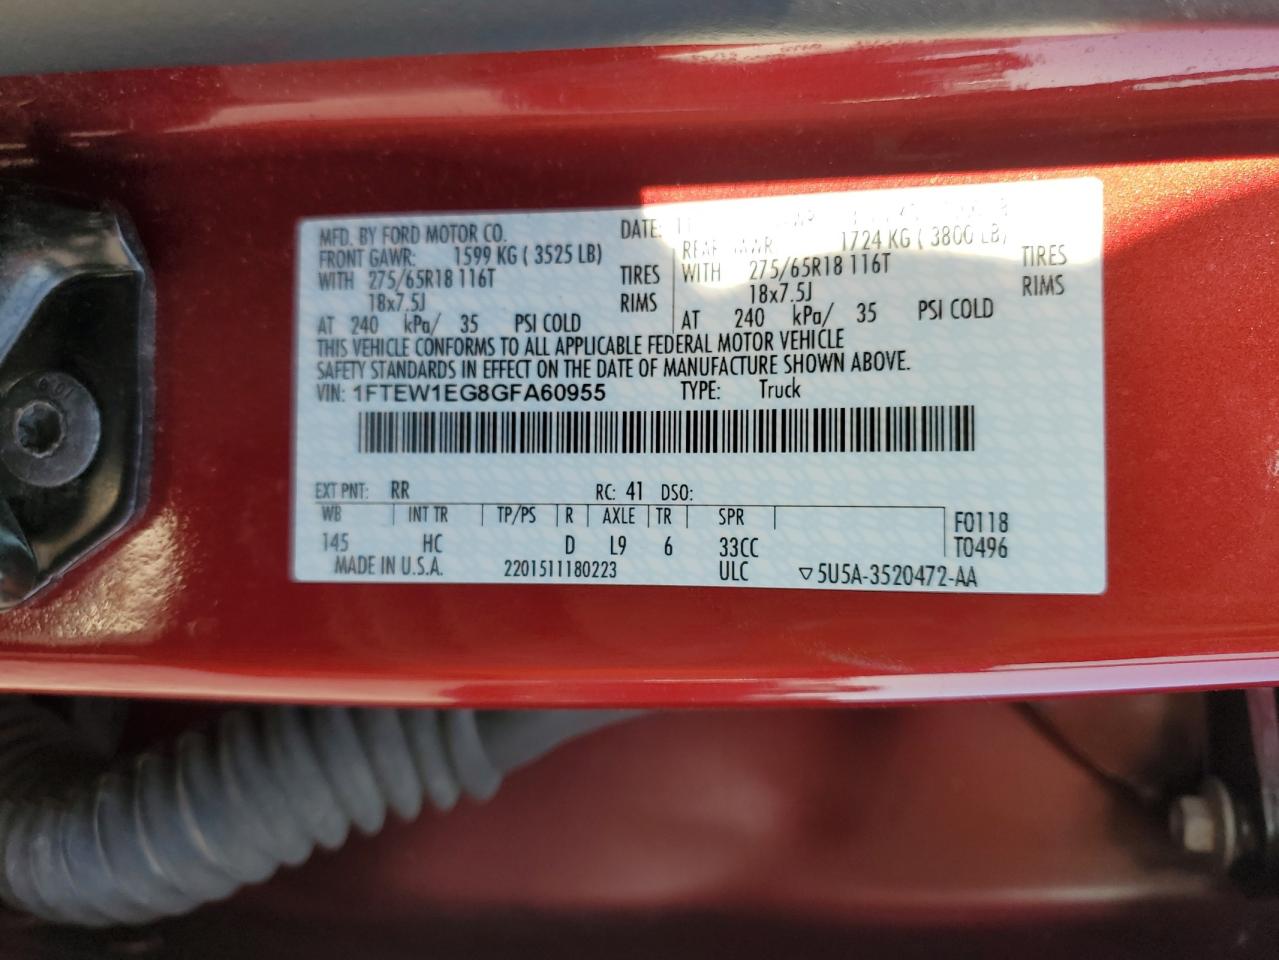 MFD. BY FORD MOTOR CO. DATE:
FRONT GAWR: 1599 KG ( 3525 LB) 1724 KG ( 3800 LB)
WITH 275/65R18 116T TIRES WITH 275/65R18 116T TIRES
18x7.5J RIMS 18x7.5J RIMS
AT 240 kPa/ 35 PSI COLD AT 240 kPa/ 35 PSI COLD
THIS VEHICLE CONFORMS TO ALL APPLICABLE FEDERAL MOTOR VEHICLE
SAFETY STANDARDS IN EFFECT ON THE DATE OF MANUFACTURE SHOWN ABOVE.
VIN: 1FTEW1EG8GFA60955 TYPE: Truck
EXT PNT: RR RC: 41 DSO:
WB INT TR TP/PS R AXLE TR SPR F0118
145 HC D L9 6 33CC T0496
MADE IN U.S.A. 2201511180223 ULC ▽5U5A-3520472-AA